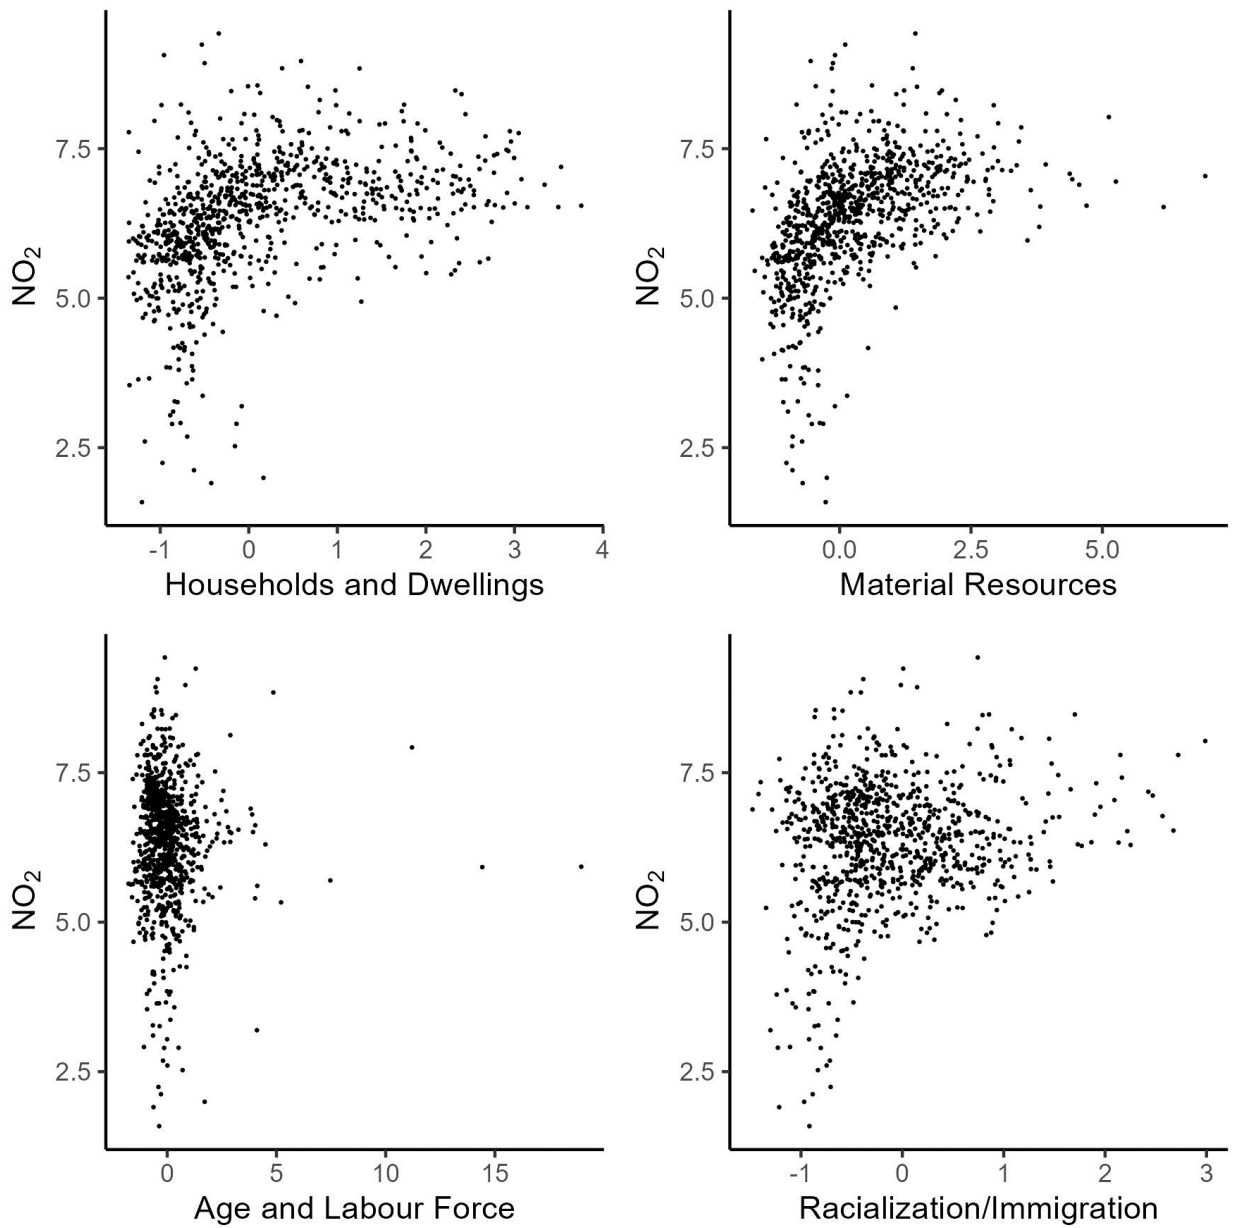 NO₂
7.5
5.0
2.5
-1 0 1 2 3 4
Households and Dwellings
NO₂
7.5
5.0
2.5
0.0 2.5 5.0
Material Resources
NO₂
7.5
5.0
2.5
0 5 10 15
Age and Labour Force
NO₂
7.5
5.0
2.5
-1 0 1 2 3
Racialization/Immigration